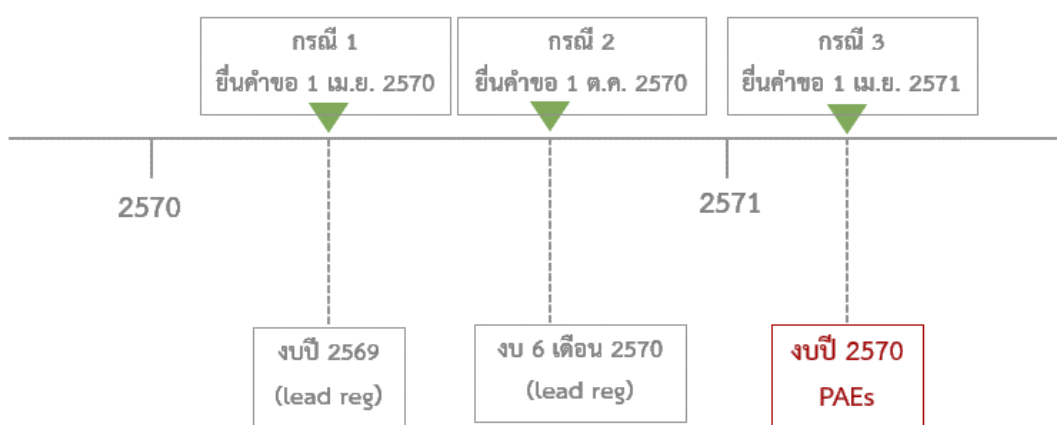 กรณี 1
ยื่นคำขอ 1 เม.ย. 2570
กรณี 2
ยื่นคำขอ 1 ต.ค. 2570
กรณี 3
ยื่นคำขอ 1 เม.ย. 2571
2570
2571
งบปี 2569
(lead reg)
งบ 6 เดือน 2570
(lead reg)
งบปี 2570
PAEs